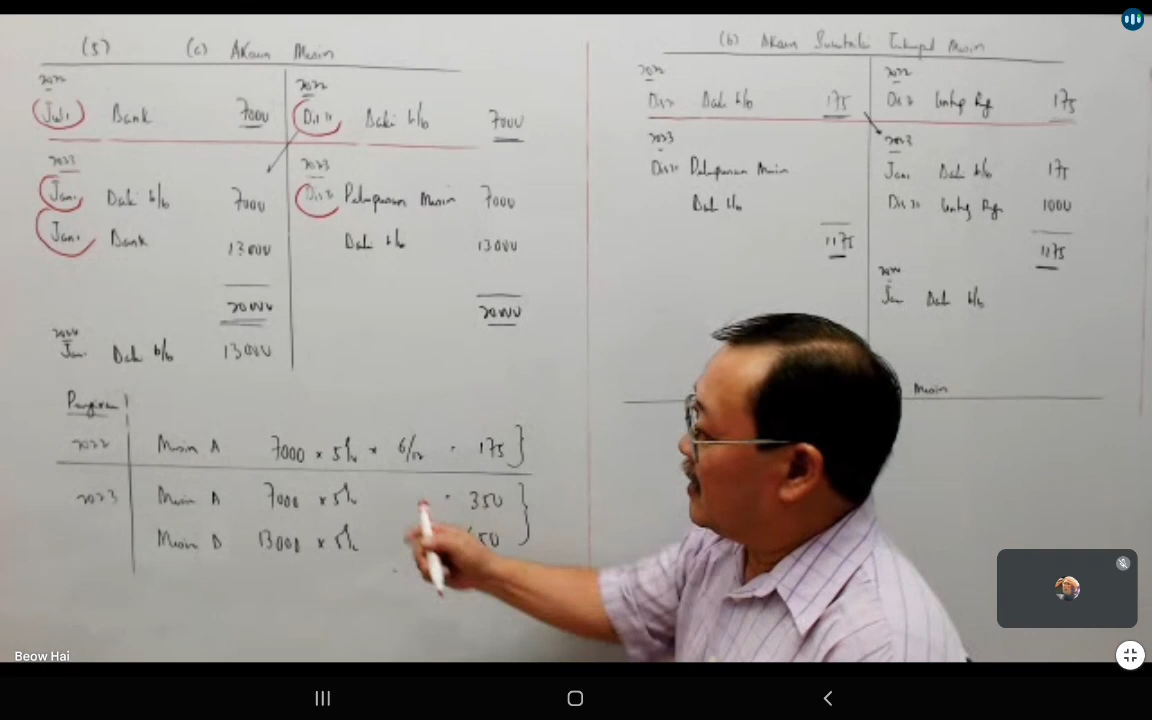 (5) (a) Akaun Mesin
2022
Julai Bank 7000
2022
Dis 31 Baki h/b 7000
2023
Jan 1 Baki b/b 7000
Jan 1 Bank 13000
20000
2023
Dis 31 Pelupusan Mesin 7000
Baki h/b 13000
20000
2024
Jan 1 Baki b/b 13000
Pengiraan
2022 Mesin A 7000 × 5% × 6/12 = 175
2023 Mesin A 7000 × 5% = 350
Mesin B 13000 × 5% 50
(b) Akaun Susut Nilai Terkumpul Mesin
2022
Dis 31 Baki h/b 175
2022
Dis 31 Untung Rugi 175
2023
Dis 31 Pelupusan Mesin
Baki h/b
1175
2023
Jan 1 Baki b/b 175
Dis 31 Untung Rugi 1000
1175
2024
Jan Baki b/b
Mesin
Beow Hai